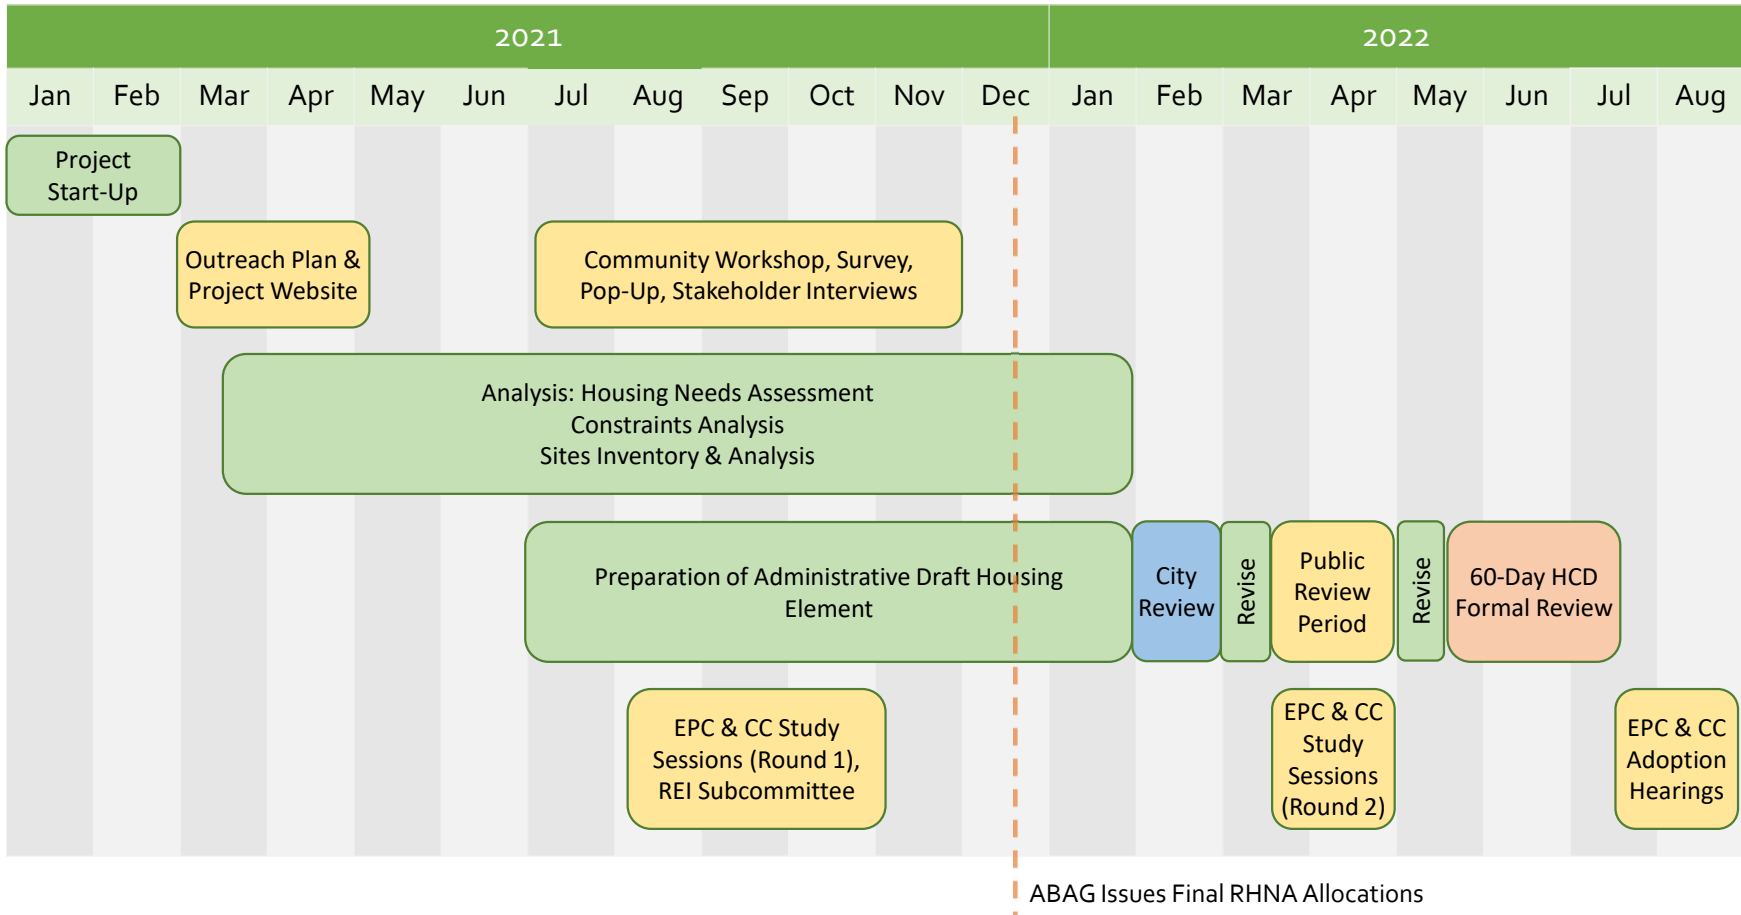 2021
2022
Jan Feb Mar Apr May Jun Jul Aug Sep Oct Nov Dec Jan Feb Mar Apr May Jun Jul Aug
Project
Start-Up
Outreach Plan &
Project Website
Community Workshop, Survey,
Pop-Up, Stakeholder Interviews
Analysis: Housing Needs Assessment
Constraints Analysis
Sites Inventory & Analysis
Preparation of Administrative Draft Housing
Element
City
Review
Revise
Public
Review
Period
Revise
60-Day HCD
Formal Review
EPC & CC Study
Sessions (Round 1),
REI Subcommittee
EPC & CC
Study
Sessions
(Round 2)
EPC & CC
Adoption
Hearings
ABAG Issues Final RHNA Allocations